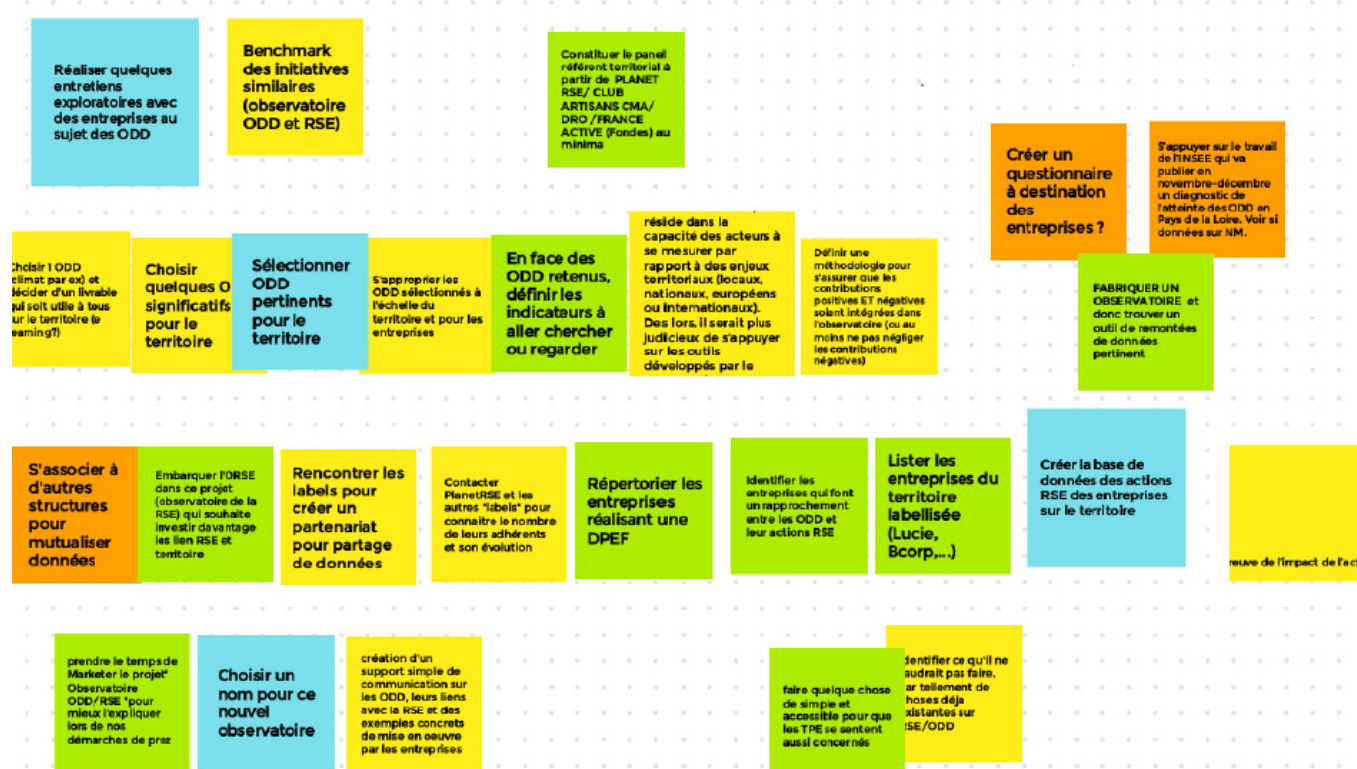 Réaliser quelques
entretiens
exploratoires avec
des entreprises au
sujet des ODD
Benchmark
des initiatives
similaires
(observatoire
ODD et RSE)
Constituer le panel
référent territorial à
partir de PLANET
RSE/ CLUB
ARTISANS CMA/
DRO /FRANCE
ACTIVE (Fondes) au
minima
Créer un
questionnaire
à destination
des
entreprises ?
S'appuyer sur le travail
de l'INSEE qui va
publier en
novembre-décembre
un diagnostic de
l'atteinte des ODD en
Pays de la Loire. Voir si
données sur NM.
1 ODD
climat par ex) et
d'un livrable
qui soit utile à tous
sur le territoire
Choisir
quelques
significatifs
pour le
territoire
Sélectionner
ODD
pertinents
pour le
territoire
S'approprier les
ODD sélectionnés à
l'échelle du
territoire et pour les
entreprises
En face des
ODD retenus,
définir les
indicateurs à
aller chercher
ou regarder
réside dans la
capacité des acteurs à
se mesurer par
rapport à des enjeux
territoriaux (locaux,
nationaux, européens
ou internationaux).
Des lors, il serait plus
judicieux de s'appuyer
sur les outils
développés par le
Définir une
méthodologie pour
s'assurer que les
contributions
positives ET négatives
soient intégrées dans
l'observatoire (ou au
moins ne pas négliger
les contributions
négatives)
FABRIQUER UN
OBSERVATOIRE et
donc trouver un
outil de remontées
de données
pertinent
S'associer à
d'autres
structures
pour
mutualiser
données
Embarquer l'ORSE
dans ce projet
(observatoire de la
RSE) qui souhaite
investir davantage
les lien RSE et
territoire
Rencontrer les
labels pour
créer un
partenariat
pour partage
de données
Contacter
PlanetRSE et les
autres "labels" pour
connaitre le nombre
de leurs adhérents
et son évolution
Répertorier les
entreprises
réalisant une
DPEF
Identifier les
entreprises qui font
un rapprochement
entre les ODD et
leur actions RSE
Lister les
entreprises du
territoire
labellisée
(Lucie,
Bcorp,...)
Créer la base de
données des actions
RSE des entreprises
sur le territoire
reuve de l'impact de l'act
prendre le temps de
Marketer le projet"
Observatoire
ODD/RSE "pour
mieux l'expliquer
lors de nos
démarches de prez
Choisir un
nom pour ce
nouvel
observatoire
création d'un
support simple de
communication sur
les ODD, leurs liens
avec la RSE et des
exemples concrets
de mise en oeuvre
par les entreprises
faire quelque chose
de simple et
accessible pour que
les TPE se sentent
aussi concernés
dentifier ce qu'il ne
audrait pas faire,
ar tellement de
hoses déja
xistantes sur
RSE/ODD